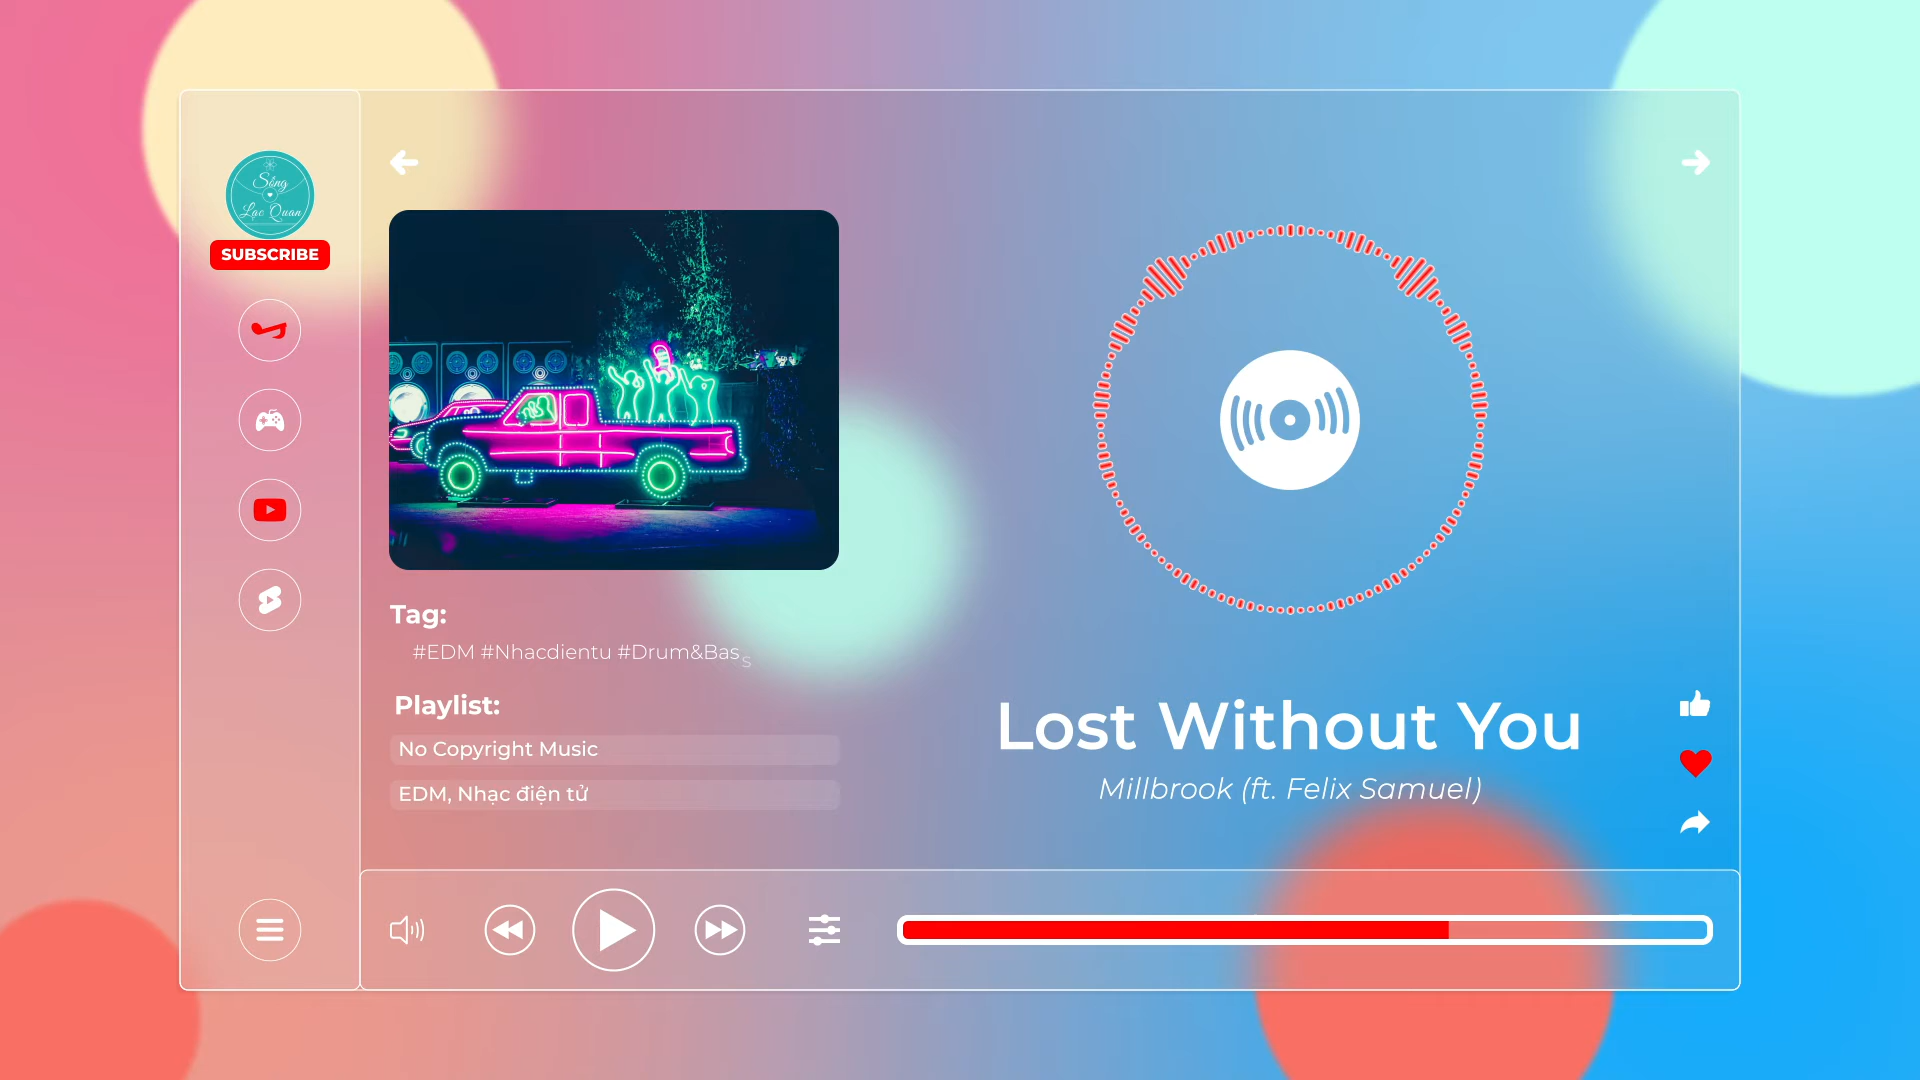 Sống
Lạc Quan
SUBSCRIBE
Tag:
#EDM #Nhacdientu #Drum&Bass
Playlist:
No Copyright Music
EDM, Nhạc điện tử
Lost Without You
Millbrook (ft. Felix Samuel)